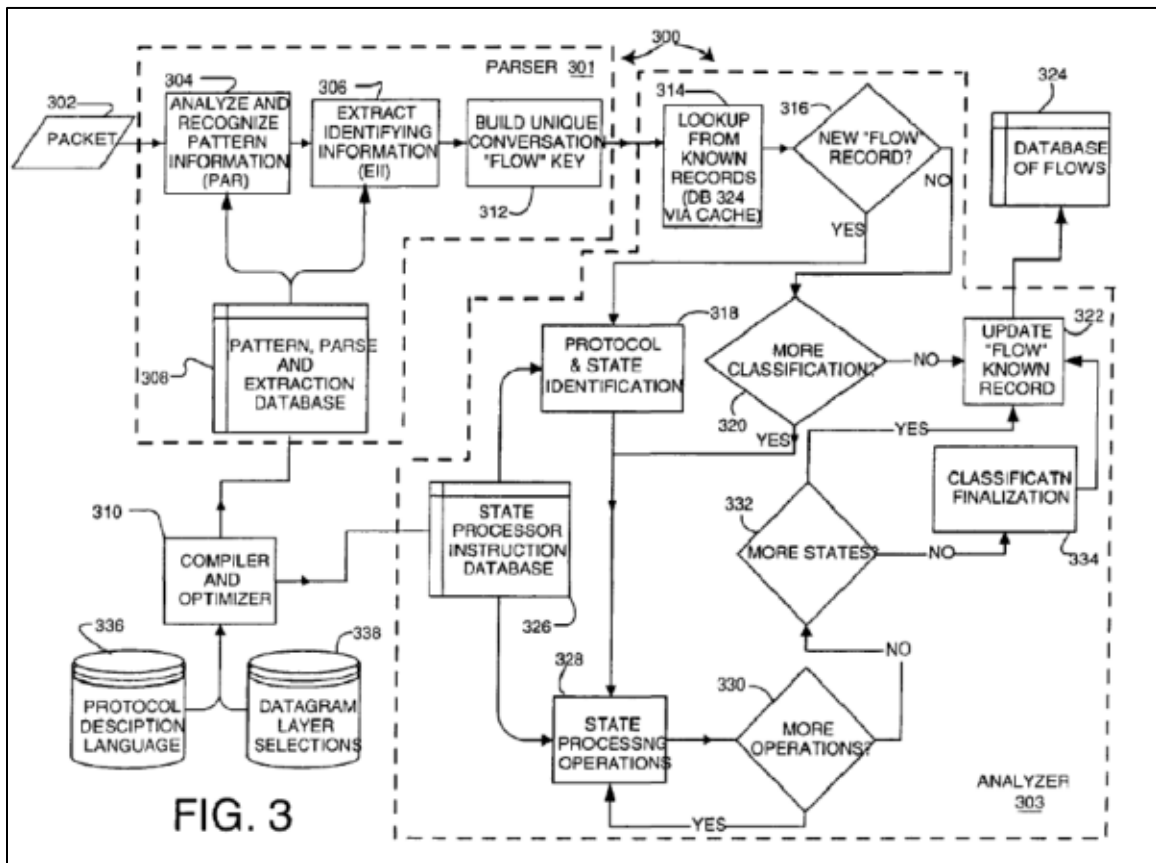 300
PARSER 301
302
PACKET
304
ANALYZE AND
RECOGNIZE
PATTERN
INFORMATION
(PAR)
306
EXTRACT
IDENTIFYING
INFORMATION
(EII)
BUILD UNIQUE
CONVERSATION
"FLOW" KEY
312
314
LOOKUP
FROM
KNOWN
RECORDS
(DB 324
VIA CACHE)
316
NEW "FLOW"
RECORD?
NO
YES
324
DATABASE
OF FLOWS
308
PATTERN, PARSE
AND
EXTRACTION
DATABASE
318
PROTOCOL
& STATE
IDENTIFICATION
MORE
CLASSIFICATION?
320
NO
YES
322
UPDATE
"FLOW"
KNOWN
RECORD
YES
310
COMPILER
AND
OPTIMIZER
STATE
PROCESSOR
INSTRUCTION
DATABASE
326
332
MORE STATES?
NO
CLASSIFICATN
FINALIZATION
334
336
PROTOCOL
DESCIPTION
LANGUAGE
338
DATAGRAM
LAYER
SELECTIONS
328
STATE
PROCESSNG
OPERATIONS
330
MORE
OPERATIONS?
NO
YES
ANALYZER
303
FIG. 3